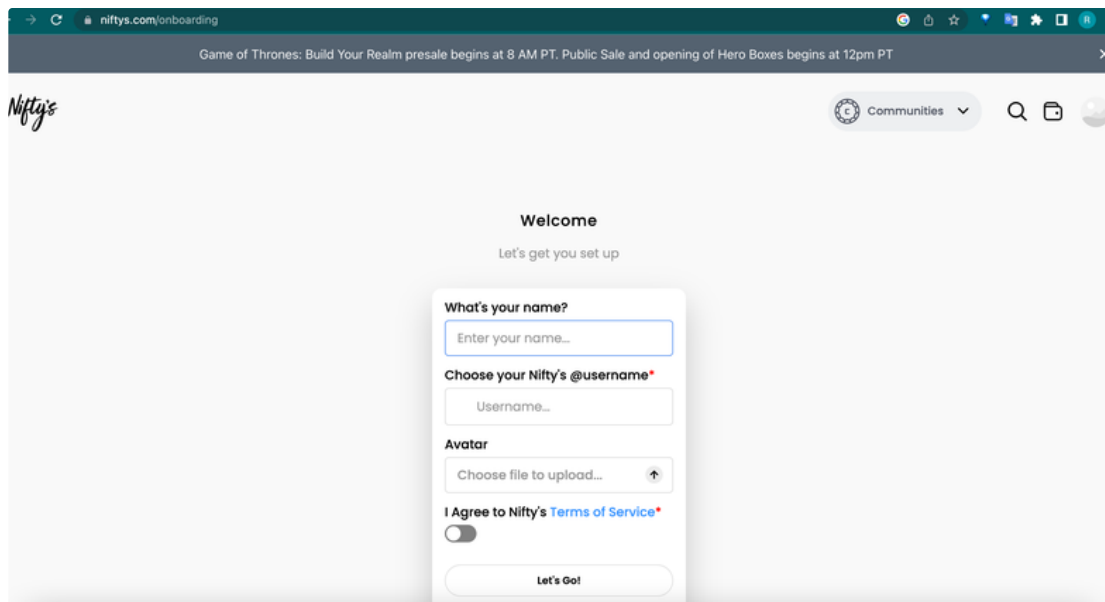 niftys.com/onboarding
R
Game of Thrones: Build Your Realm presale begins at 8 AM PT. Public Sale and opening of Hero Boxes begins at 12pm PT
Nifty's
C Communities
Welcome
Let's get you set up
What's your name?
Enter your name...
Choose your Nifty's @username*
Username...
Avatar
Choose file to upload...
I Agree to Nifty's Terms of Service*
Let's Go!